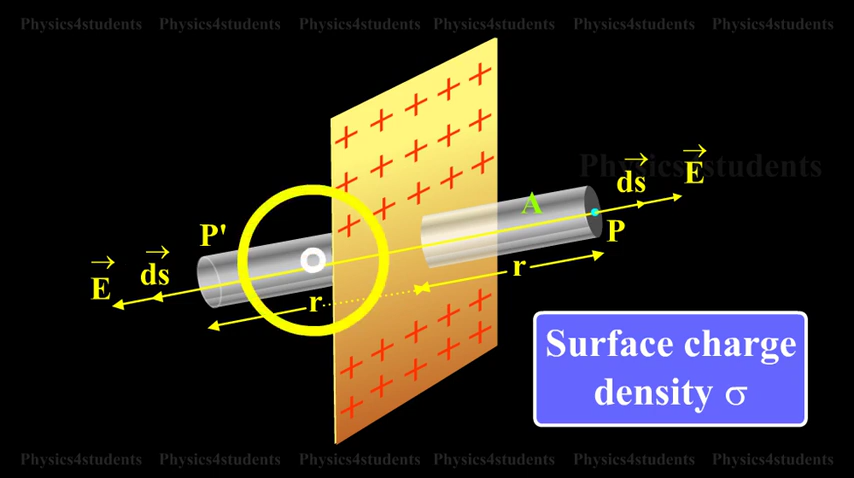 Physics4students Physics4students Physics4students Physics4students Physics4students Physics4students
Physics4students
ds E
A
P
P'
E ds
r
r
Surface charge
density σ
Physics4students Physics4students Physics4students Physics4students Physics4students Physics4students